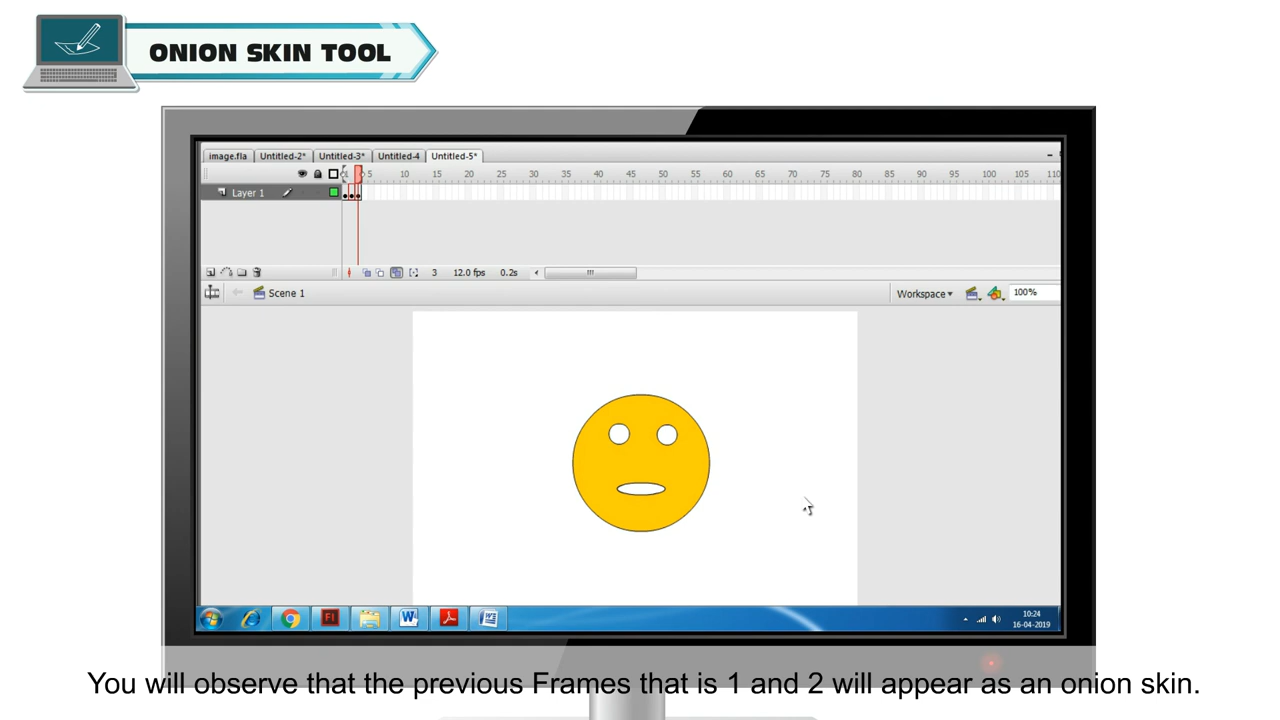 ONION SKIN TOOL
image.fla Untitled-2* Untitled-3* Untitled-4 Untitled-5*
5 10 15 20 25 30 35 40 45 50 55 60 65 70 75 80 85 90 95 100 105 110
Layer 1
3 12.0 fps 0.2s
Scene 1 Workspace 100%
10:24
16-04-2019
You will observe that the previous Frames that is 1 and 2 will appear as an onion skin.